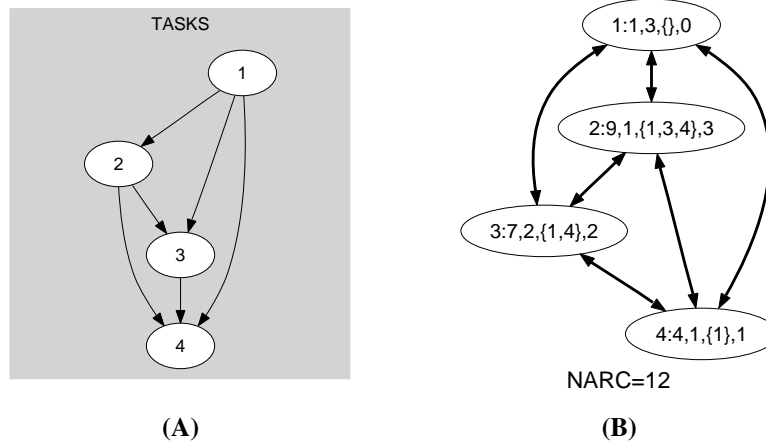 TASKS
1
2
3
4
(A)
1:1,3,{},0
2:9,1,{1,3,4},3
3:7,2,{1,4},2
4:4,1,{1},1
NARC=12
(B)